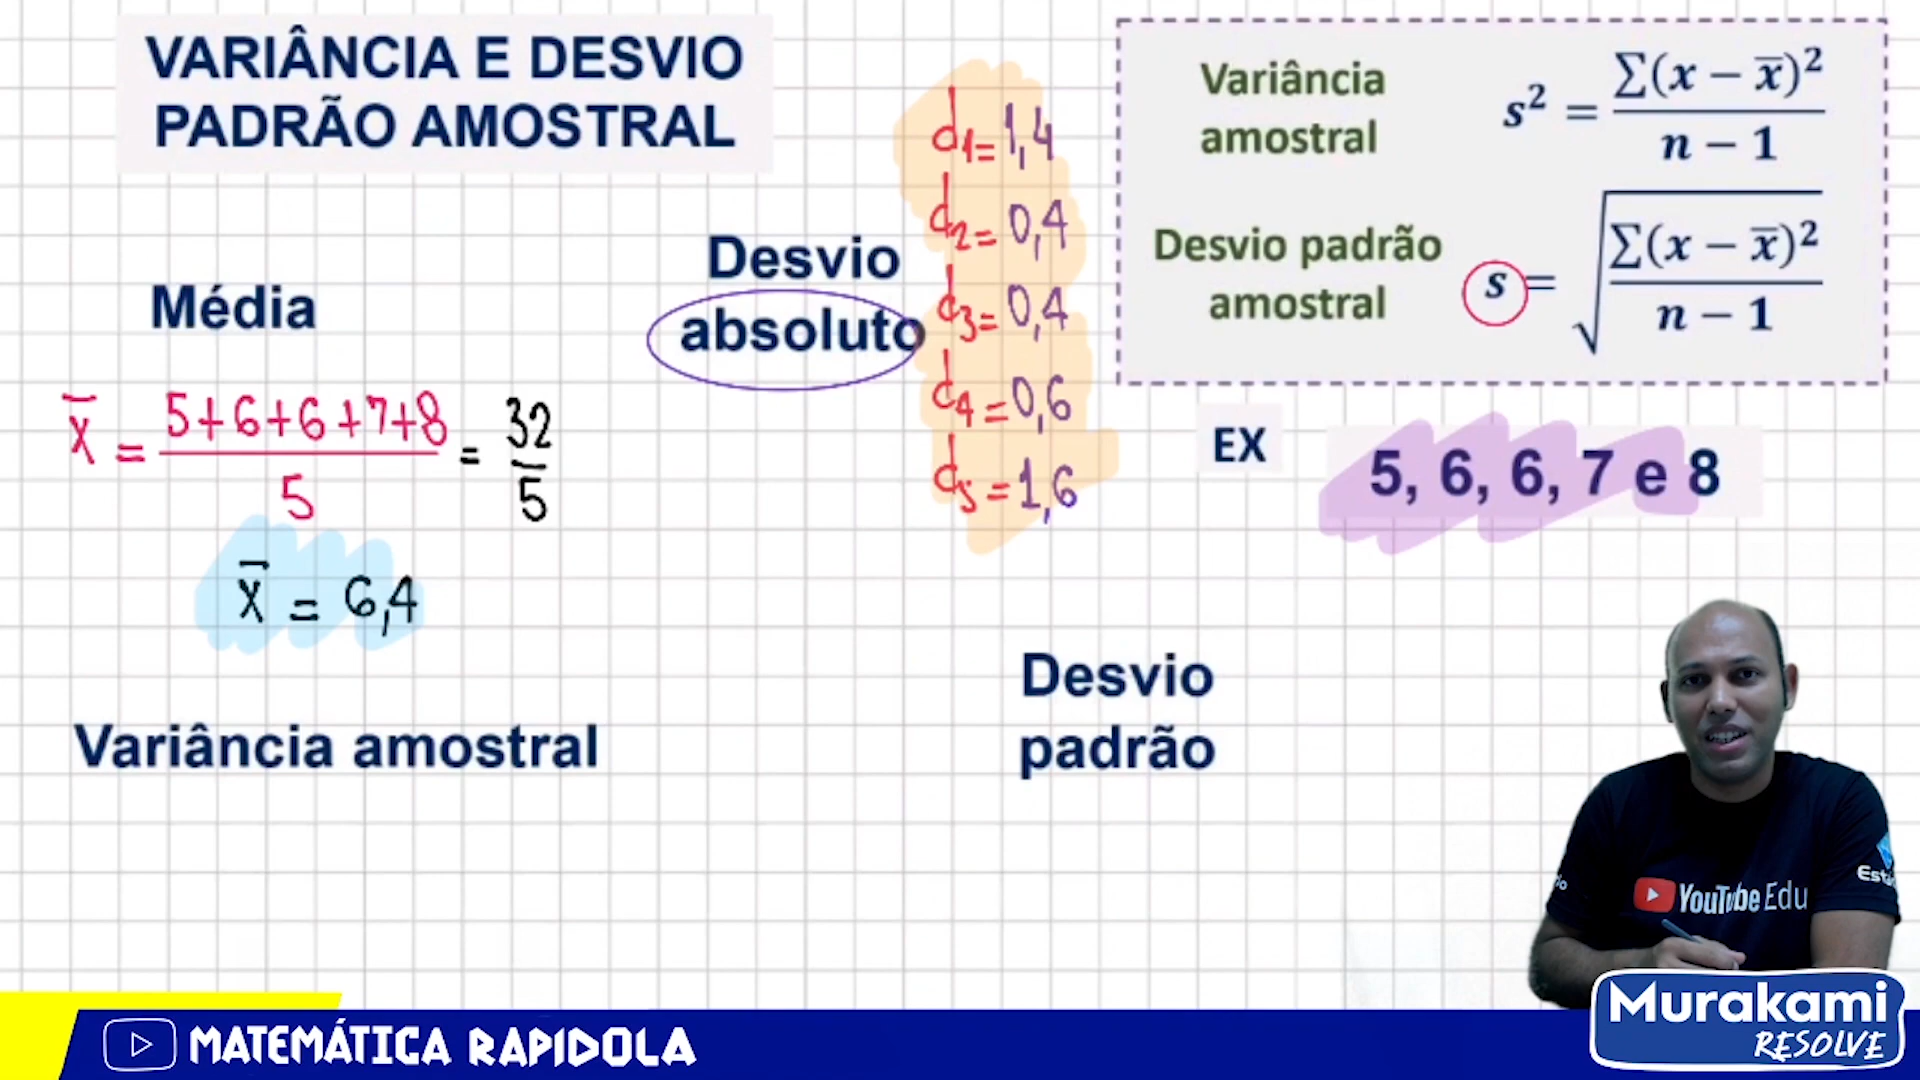 VARIÂNCIA E DESVIO
PADRÃO AMOSTRAL
Média
x̄ = (5+6+6+7+8)/5 = 32/5
x̄ = 6,4
Desvio
absoluto
d1= 1,4
d2= 0,4
d3= 0,4
d4= 0,6
d5= 1,6
Variância
amostral
s² = ∑(x − x̄)² / (n − 1)
Desvio padrão
amostral
s = √(∑(x − x̄)² / (n − 1))
EX
5, 6, 6, 7 e 8
Variância amostral
Desvio
padrão
YouTube Edu
MATEMÁTICA RAPIDOLA
Murakami
RESOLVE